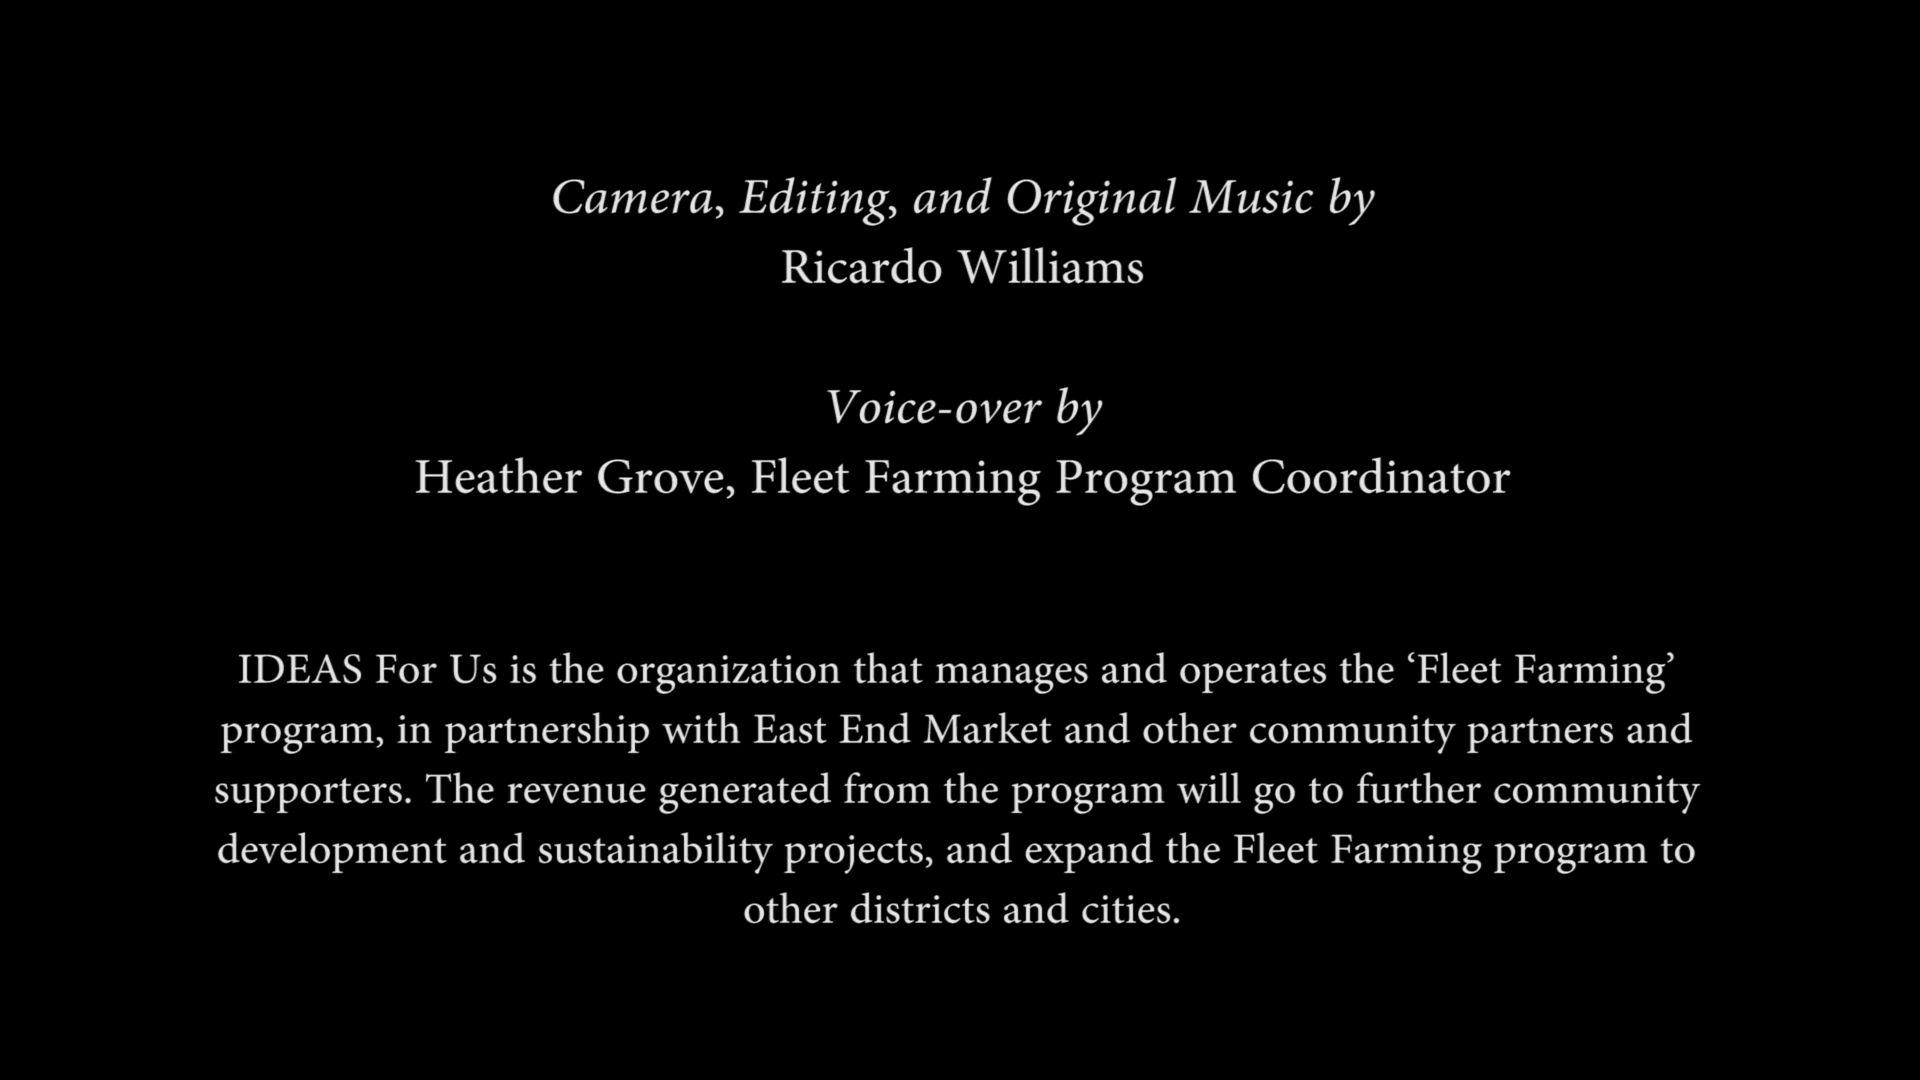 Camera, Editing, and Original Music by
Ricardo Williams
Voice-over by
Heather Grove, Fleet Farming Program Coordinator
IDEAS For Us is the organization that manages and operates the ‘Fleet Farming’
program, in partnership with East End Market and other community partners and
supporters. The revenue generated from the program will go to further community
development and sustainability projects, and expand the Fleet Farming program to
other districts and cities.